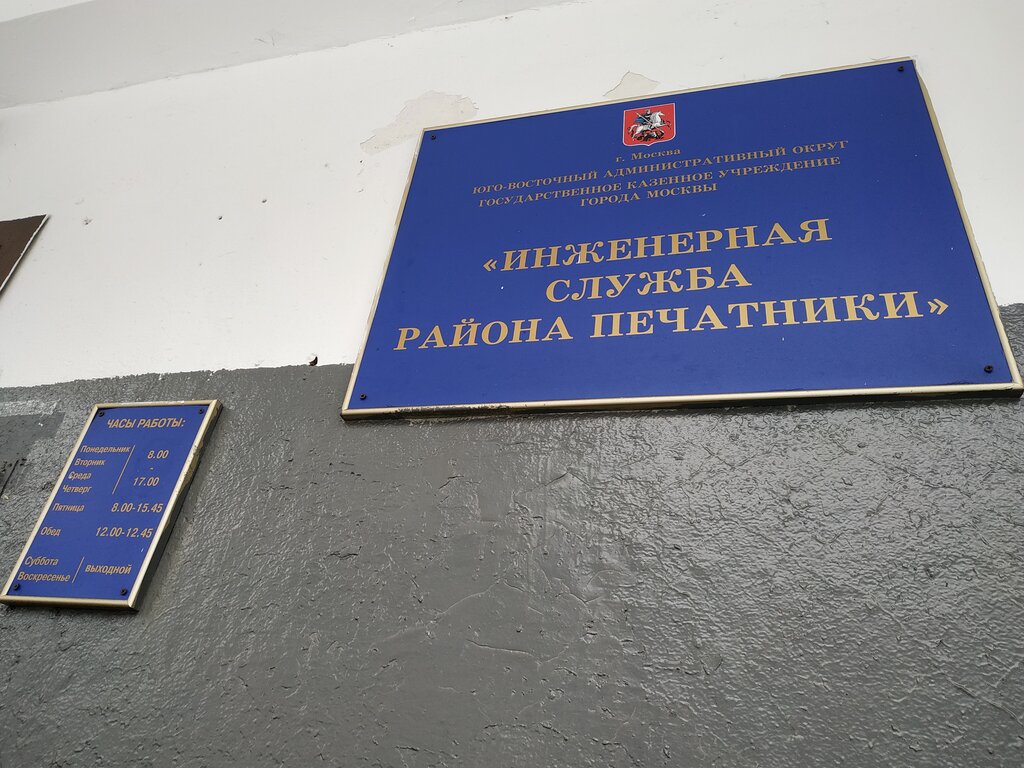 г. Москва
ЮГО-ВОСТОЧНЫЙ АДМИНИСТРАТИВНЫЙ ОКРУГ
ГОСУДАРСТВЕННОЕ КАЗЕННОЕ УЧРЕЖДЕНИЕ
ГОРОДА МОСКВЫ
«ИНЖЕНЕРНАЯ
СЛУЖБА
РАЙОНА ПЕЧАТНИКИ»
ЧАСЫ РАБОТЫ:
Понедельник 8.00
Вторник -
Среда 17.00
Четверг
Пятница 8.00-15.45
Обед 12.00-12.45
Суббота выходной
Воскресенье